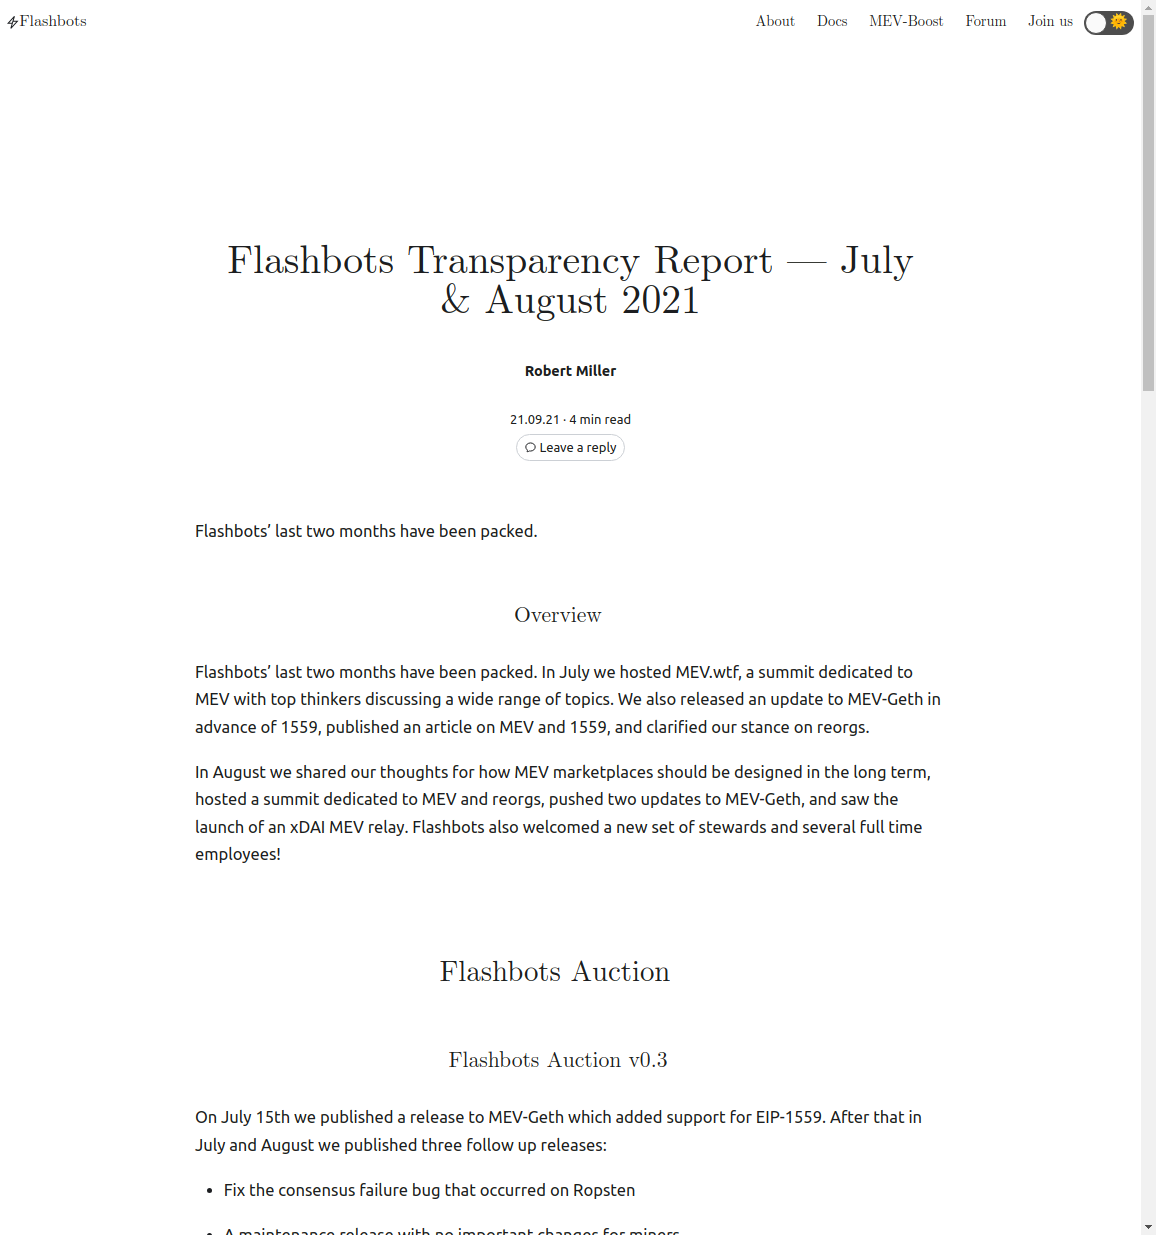 Flashbots
About Docs MEV-Boost Forum Join us
Flashbots Transparency Report — July
& August 2021
Robert Miller
21.09.21 · 4 min read
Leave a reply
Flashbots’ last two months have been packed.
Overview
Flashbots’ last two months have been packed. In July we hosted MEV.wtf, a summit dedicated to
MEV with top thinkers discussing a wide range of topics. We also released an update to MEV-Geth in
advance of 1559, published an article on MEV and 1559, and clarified our stance on reorgs.
In August we shared our thoughts for how MEV marketplaces should be designed in the long term,
hosted a summit dedicated to MEV and reorgs, pushed two updates to MEV-Geth, and saw the
launch of an xDAI MEV relay. Flashbots also welcomed a new set of stewards and several full time
employees!
Flashbots Auction
Flashbots Auction v0.3
On July 15th we published a release to MEV-Geth which added support for EIP-1559. After that in
July and August we published three follow up releases:
• Fix the consensus failure bug that occurred on Ropsten
• A maintenance release with no important changes for miners